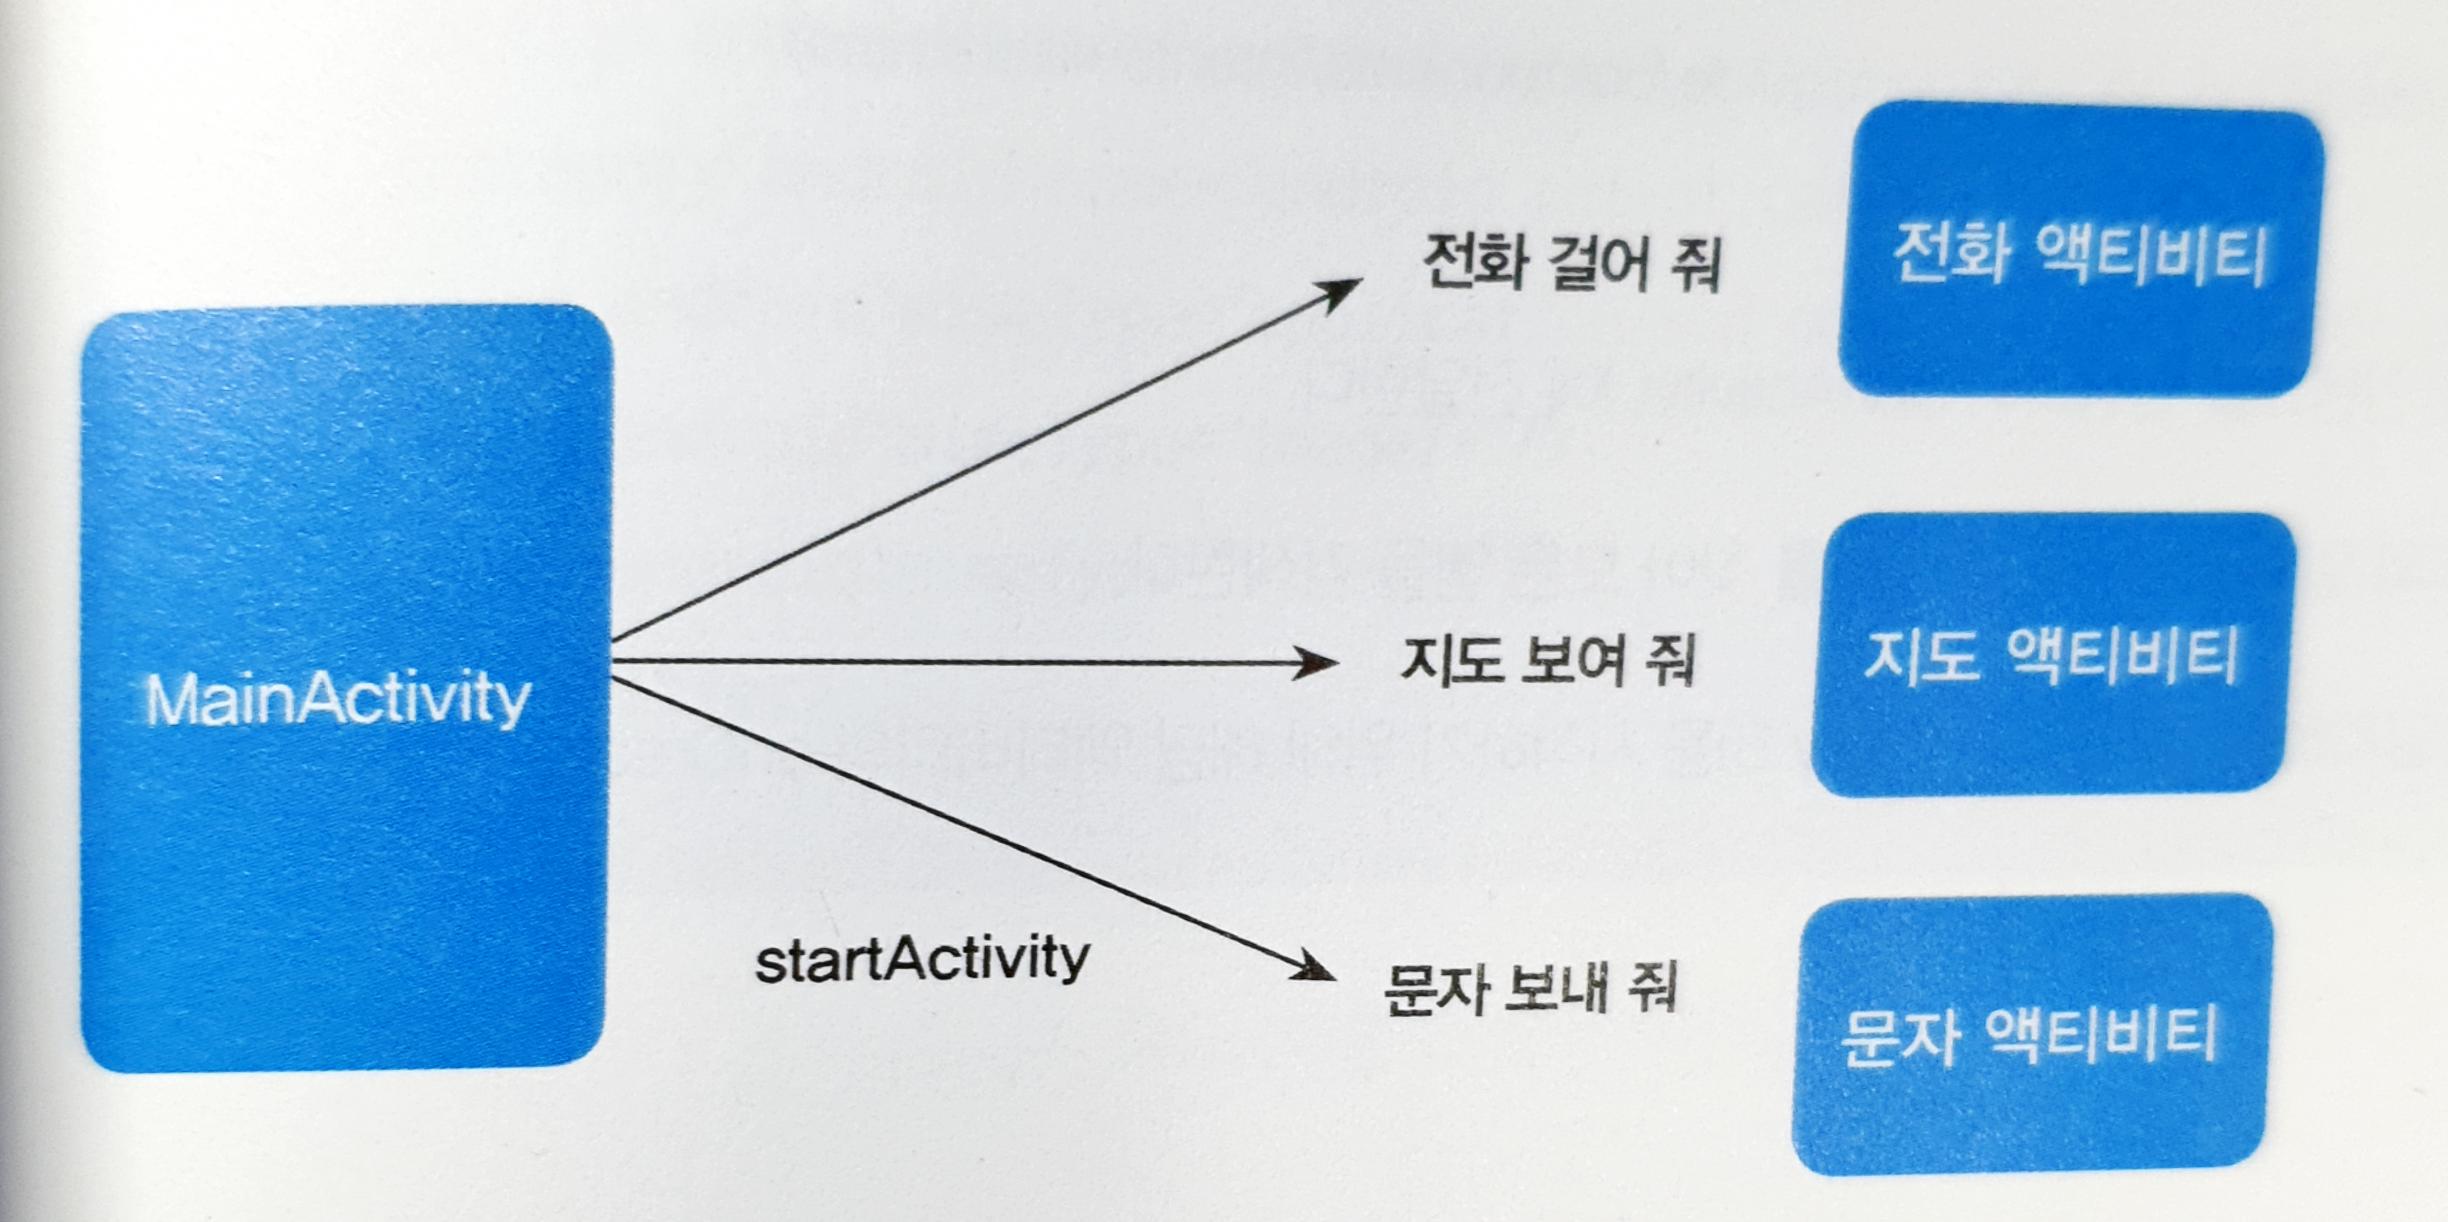 전화 걸어 줘
전화 액티비티
MainActivity
지도 보여 줘
지도 액티비티
startActivity
문자 보내 줘
문자 액티비티